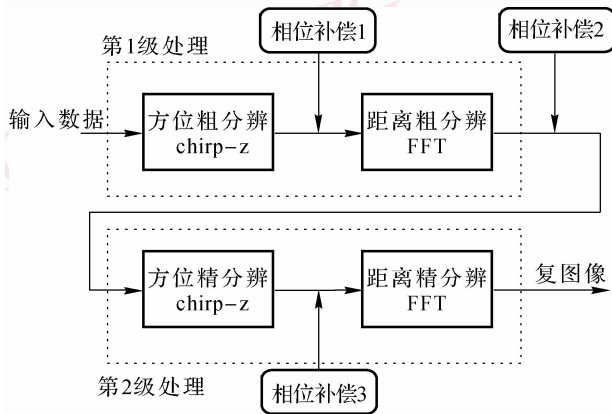 相位补偿1
相位补偿2
第1级处理
输入数据
方位粗分辨
chirp-z
距离粗分辨
FFT
方位精分辨
chirp-z
距离精分辨
FFT
复图像
第2级处理
相位补偿3